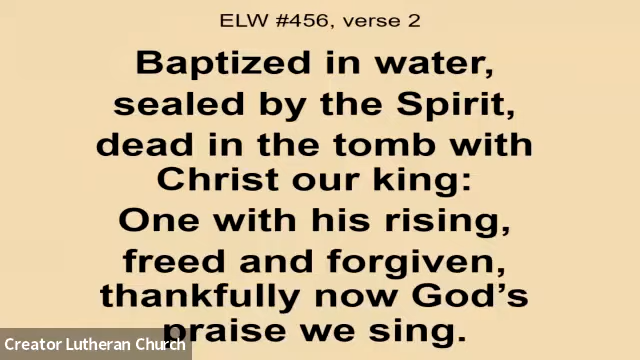 ELW #456, verse 2
Baptized in water,
sealed by the Spirit,
dead in the tomb with
Christ our king:
One with his rising,
freed and forgiven,
thankfully now God’s
praise we sing.
Creator Lutheran Church